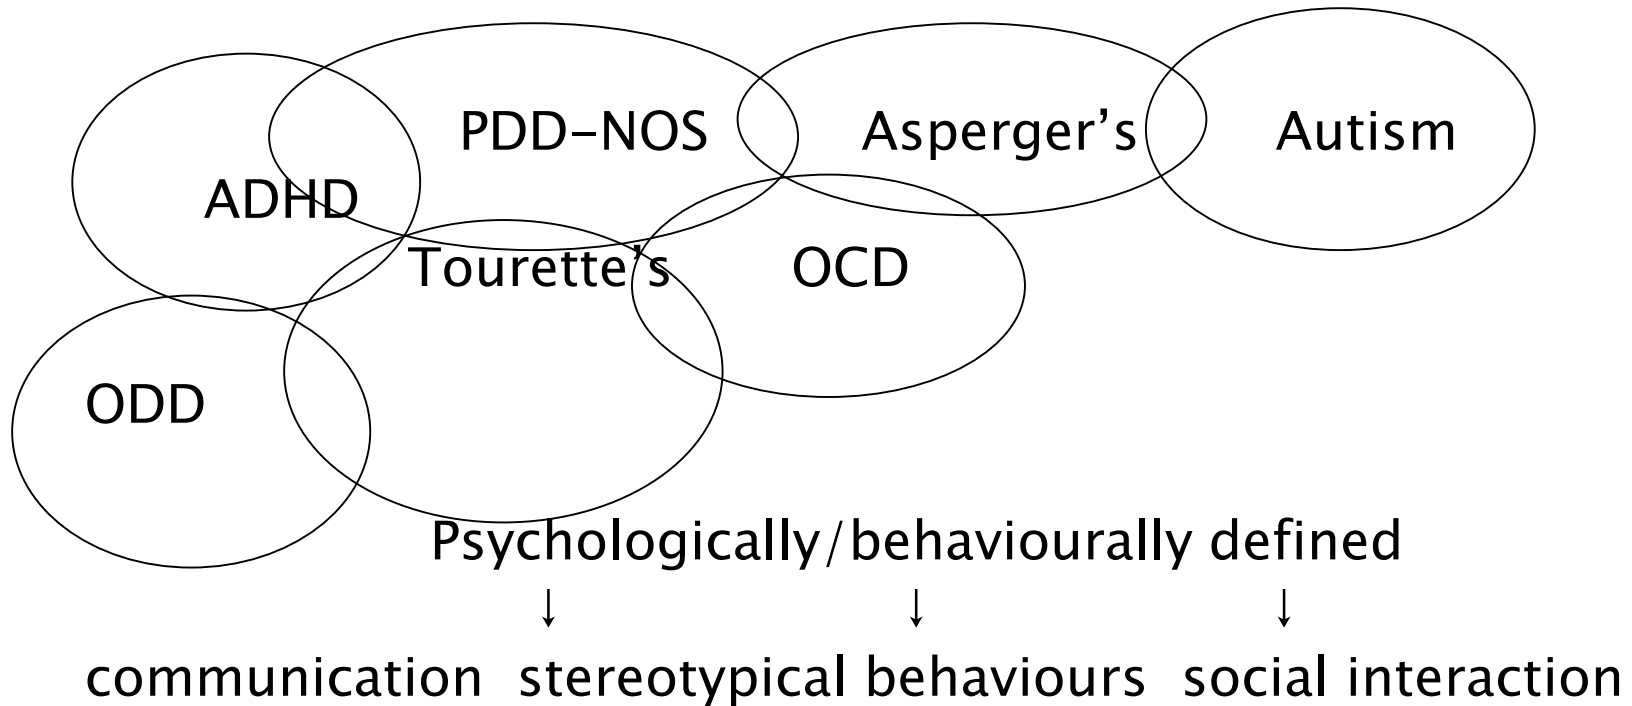 PDD–NOS Asperger’s Autism
ADHD
Tourette’s OCD
ODD
Psychologically/behaviourally defined
↓ ↓ ↓
communication stereotypical behaviours social interaction